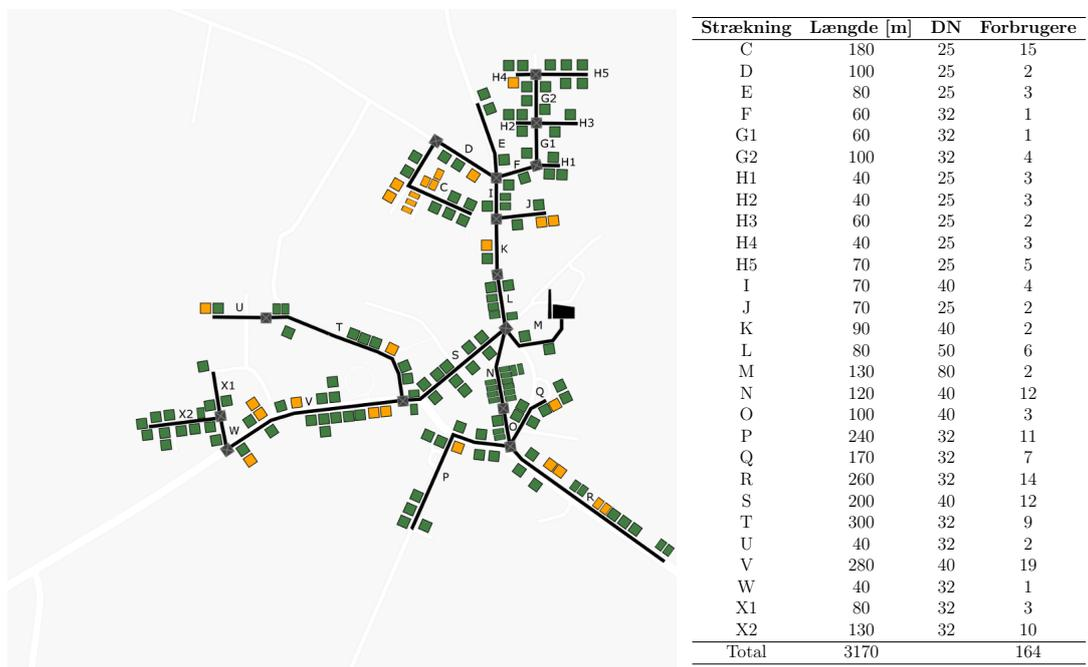 H5
H4
G2
H2
H3
D
E
G1
F
H1
C
I
J
K
L
U
T
M
S
N
X1
Q
V
X2
W
O
P
R
Strækning Længde [m] DN Forbrugere
C 180 25 15
D 100 25 2
E 80 25 3
F 60 32 1
G1 60 32 1
G2 100 32 4
H1 40 25 3
H2 40 25 3
H3 60 25 2
H4 40 25 3
H5 70 25 5
I 70 40 4
J 70 25 2
K 90 40 2
L 80 50 6
M 130 80 2
N 120 40 12
O 100 40 3
P 240 32 11
Q 170 32 7
R 260 32 14
S 200 40 12
T 300 32 9
U 40 32 2
V 280 40 19
W 40 32 1
X1 80 32 3
X2 130 32 10
Total 3170 164